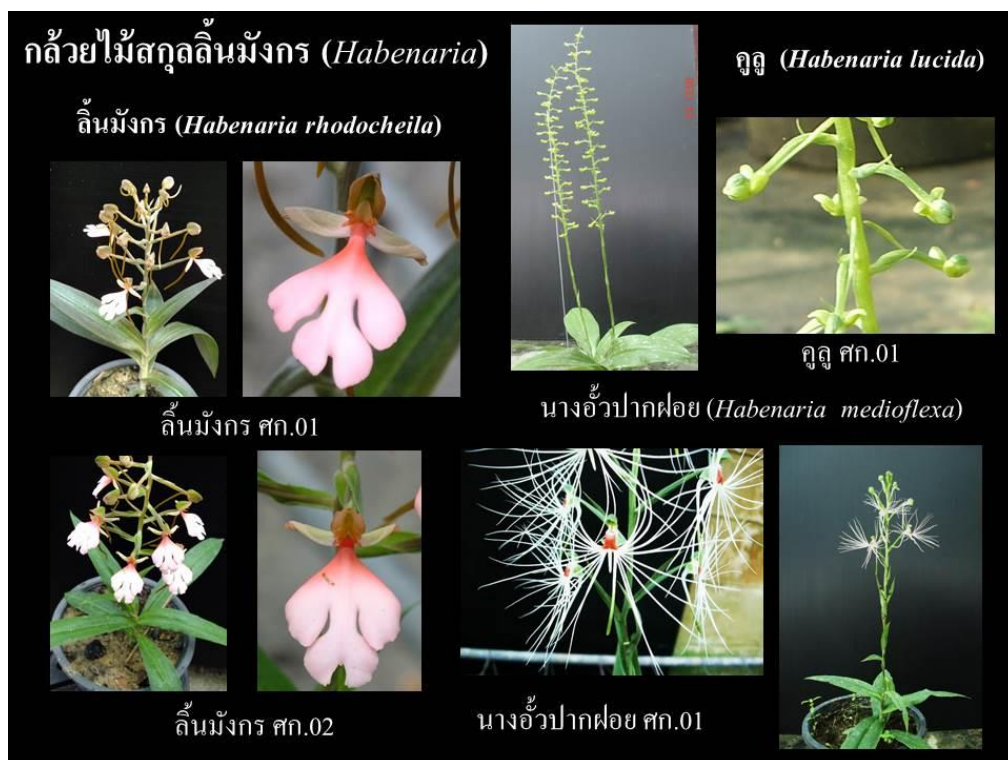 กล้วยไม้สกุลลิ้นมังกร (Habenaria)
ลิ้นมังกร (Habenaria rhodocheila)
ลิ้นมังกร ศก.01
ลิ้นมังกร ศก.02
คูลู (Habenaria lucida)
คูลู ศก.01
นางอั้วปากฝอย (Habenaria medioflexa)
นางอั้วปากฝอย ศก.01